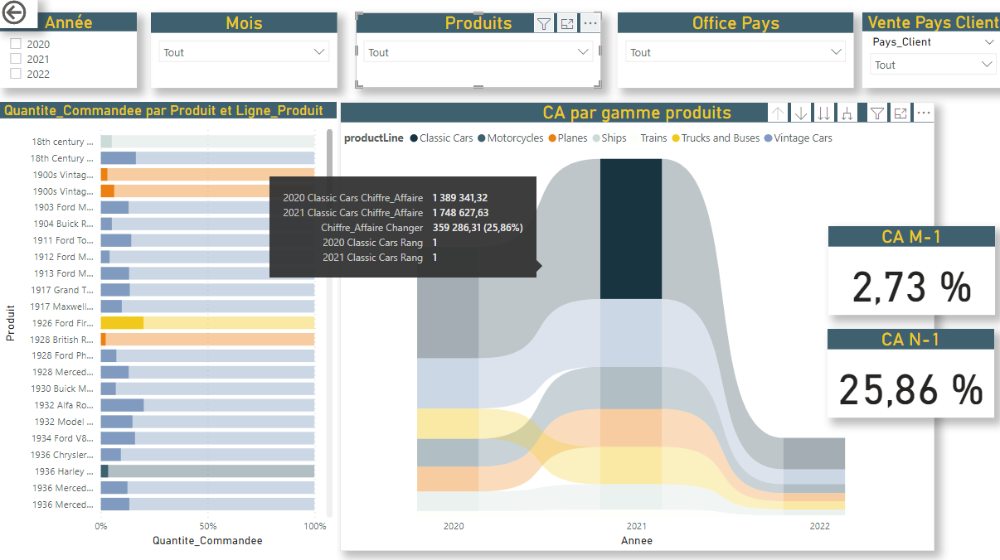 Année
Mois
Produits
Office Pays
Vente Pays Client
2020
2021
2022
Tout
Tout
Tout
Pays_Client
Tout
Quantite_Commandee par Produit et Ligne_Produit
CA par gamme produits
productLine Classic Cars Motorcycles Planes Ships Trains Trucks and Buses Vintage Cars
18th century ...
18th Century ...
1900s Vintag...
1900s Vintag...
1903 Ford M...
1904 Buick R...
1911 Ford To...
1912 Ford M...
1913 Ford M...
1917 Grand T...
1917 Maxwell...
1926 Ford Fir...
1928 British R...
1928 Ford Ph...
1928 Merced...
1930 Buick M...
1932 Alfa Ro...
1932 Model ...
1934 Ford V8...
1936 Chrysler...
1936 Harley ...
1936 Merced...
1936 Merced...
Produit
0% 50% 100%
Quantite_Commandee
2020 Classic Cars Chiffre_Affaire 1 389 341,32
2021 Classic Cars Chiffre_Affaire 1 748 627,63
Chiffre_Affaire Changer 359 286,31 (25,86%)
2020 Classic Cars Rang 1
2021 Classic Cars Rang 1
2020 2021 2022
Annee
CA M-1
2,73 %
CA N-1
25,86 %